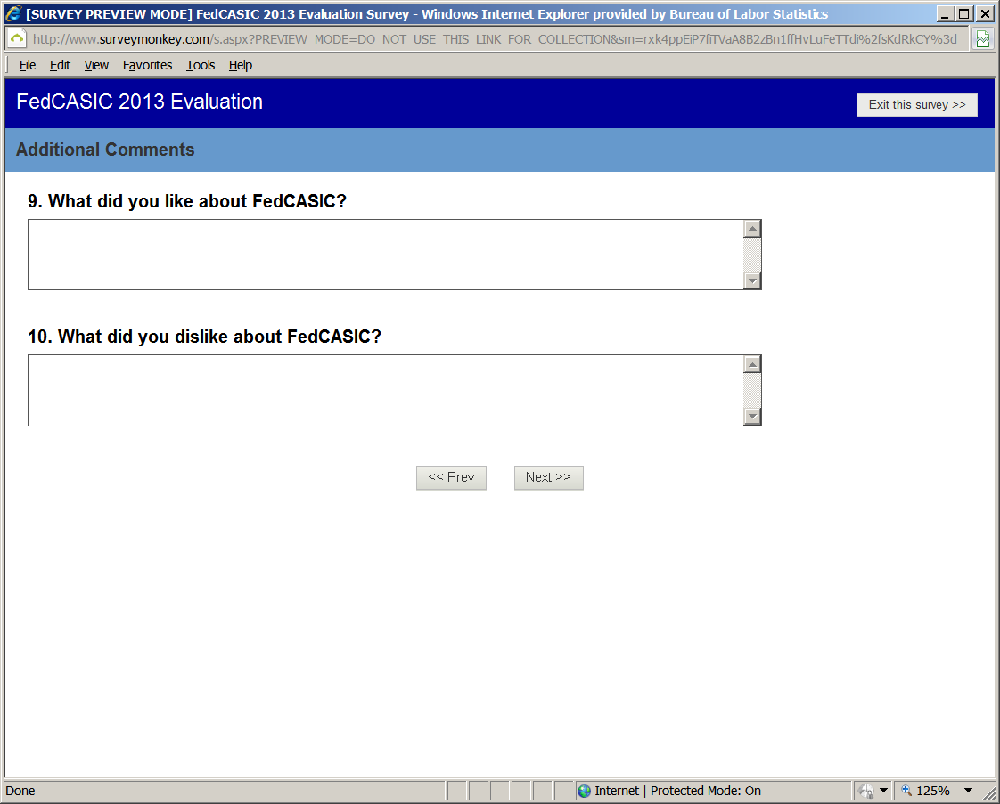 [SURVEY PREVIEW MODE] FedCASIC 2013 Evaluation Survey - Windows Internet Explorer provided by Bureau of Labor Statistics
http://www.surveymonkey.com/s.aspx?PREVIEW_MODE=DO_NOT_USE_THIS_LINK_FOR_COLLECTION&sm=rxk4ppEiP7fiTVaA8B2zBn1ffHvLuFeTTdi%2fsKdRkCY%3d
File Edit View Favorites Tools Help
FedCASIC 2013 Evaluation
Exit this survey >>
Additional Comments
9. What did you like about FedCASIC?
10. What did you dislike about FedCASIC?
<< Prev Next >>
Done Internet | Protected Mode: On 125%